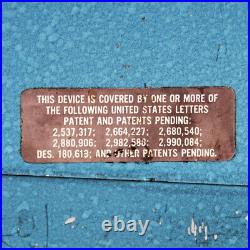 THIS DEVICE IS COVERED BY ONE OR MORE OF
THE FOLLOWING UNITED STATES LETTERS
PATENT AND PATENTS PENDING:
2,537,317; 2,664,227; 2,680,540;
2,880,906; 2,982,580; 2,990,084;
DES. 180,613; AND OTHER PATENTS PENDING.